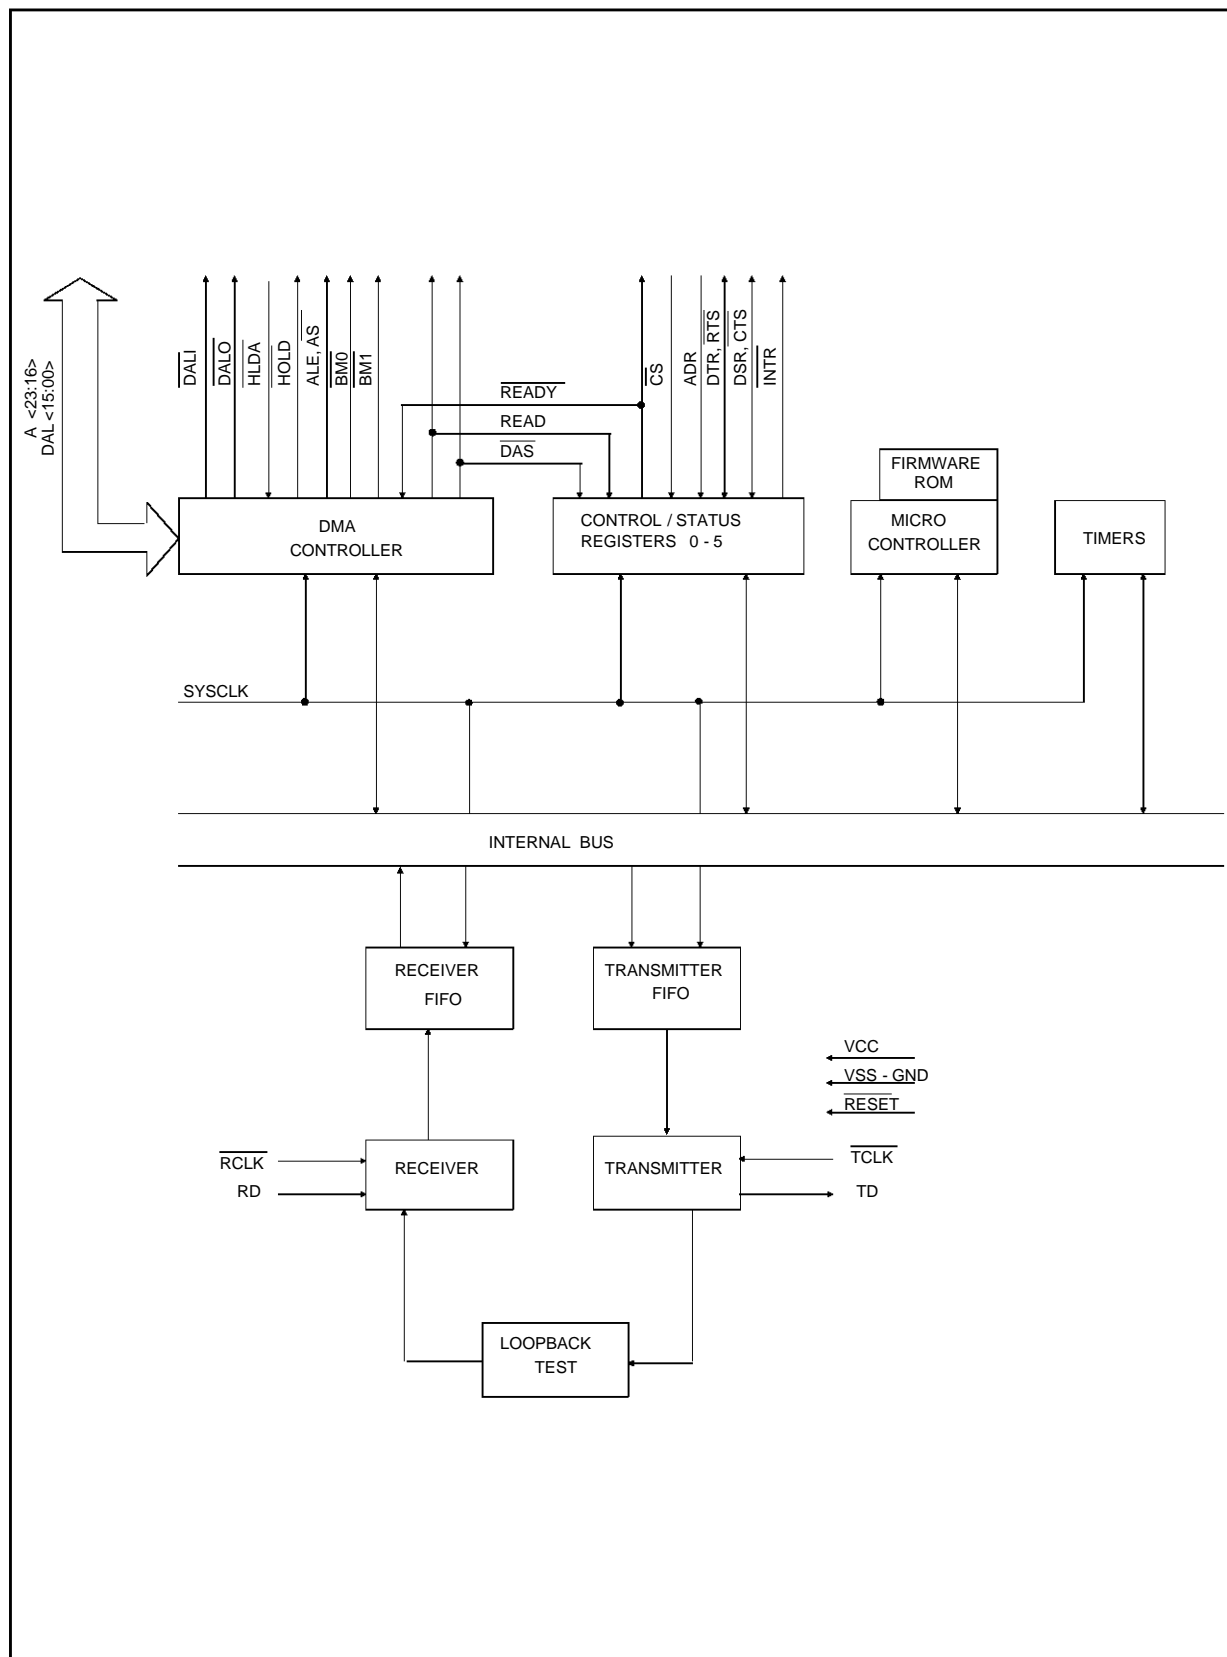 A <23:16>
DAL <15:00>
DALI
DALO
HLDA
HOLD
ALE, AS
BM0
BM1
READY
READ
DAS
CS
ADR
DTR, RTS
DSR, CTS
INTR
FIRMWARE
ROM
DMA
CONTROLLER
CONTROL / STATUS
REGISTERS 0 - 5
MICRO
CONTROLLER
TIMERS
SYSCLK
INTERNAL BUS
RECEIVER
FIFO
TRANSMITTER
FIFO
VCC
VSS - GND
RESET
RCLK
RD
RECEIVER
TRANSMITTER
TCLK
TD
LOOPBACK
TEST